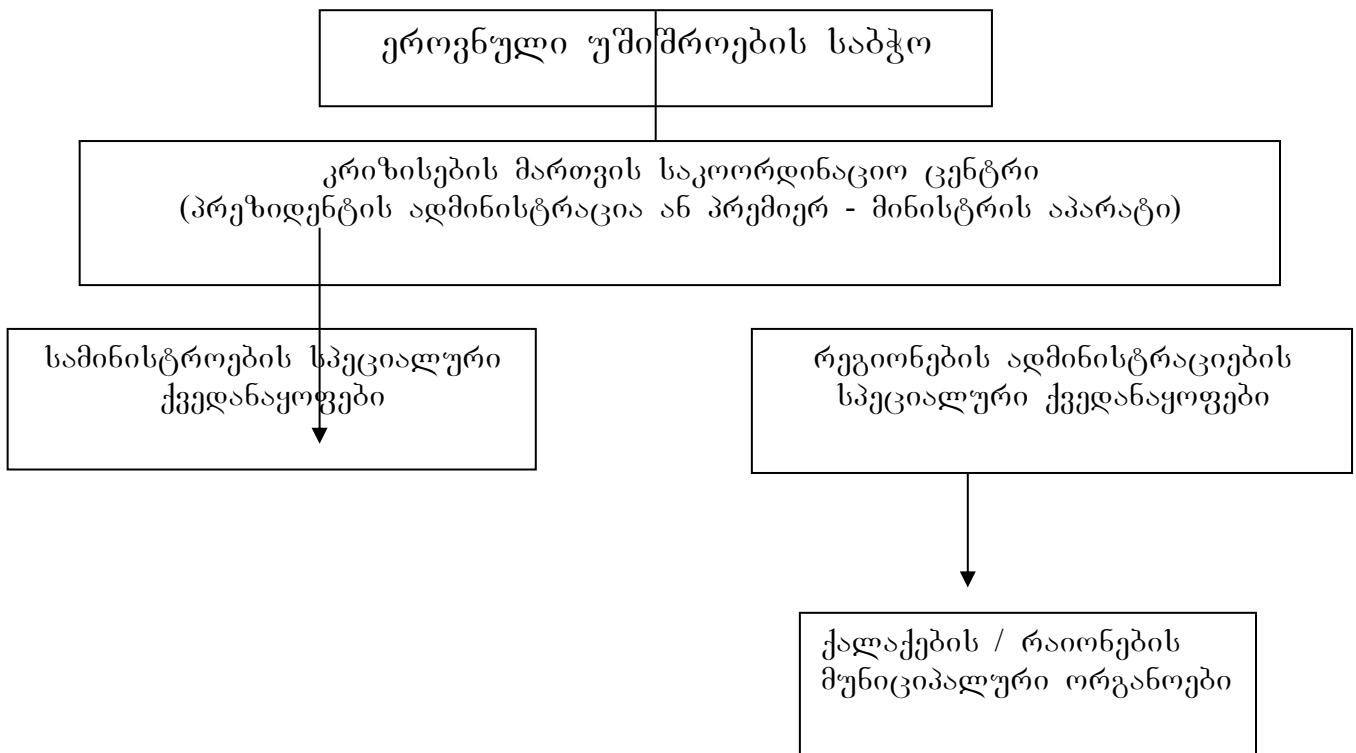 ეროვნული უშიშროების საბჭო
კრიზისების მართვის საკოორდინაციო ცენტრი
(პრეზიდენტის ადმინისტრაცია ან პრემიერ - მინისტრის აპარატი)
სამინისტროების სპეციალური
ქვედანაყოფები
რეგიონების ადმინისტრაციების
სპეციალური ქვედანაყოფები
ქალაქების / რაიონების
მუნიციპალური ორგანოები